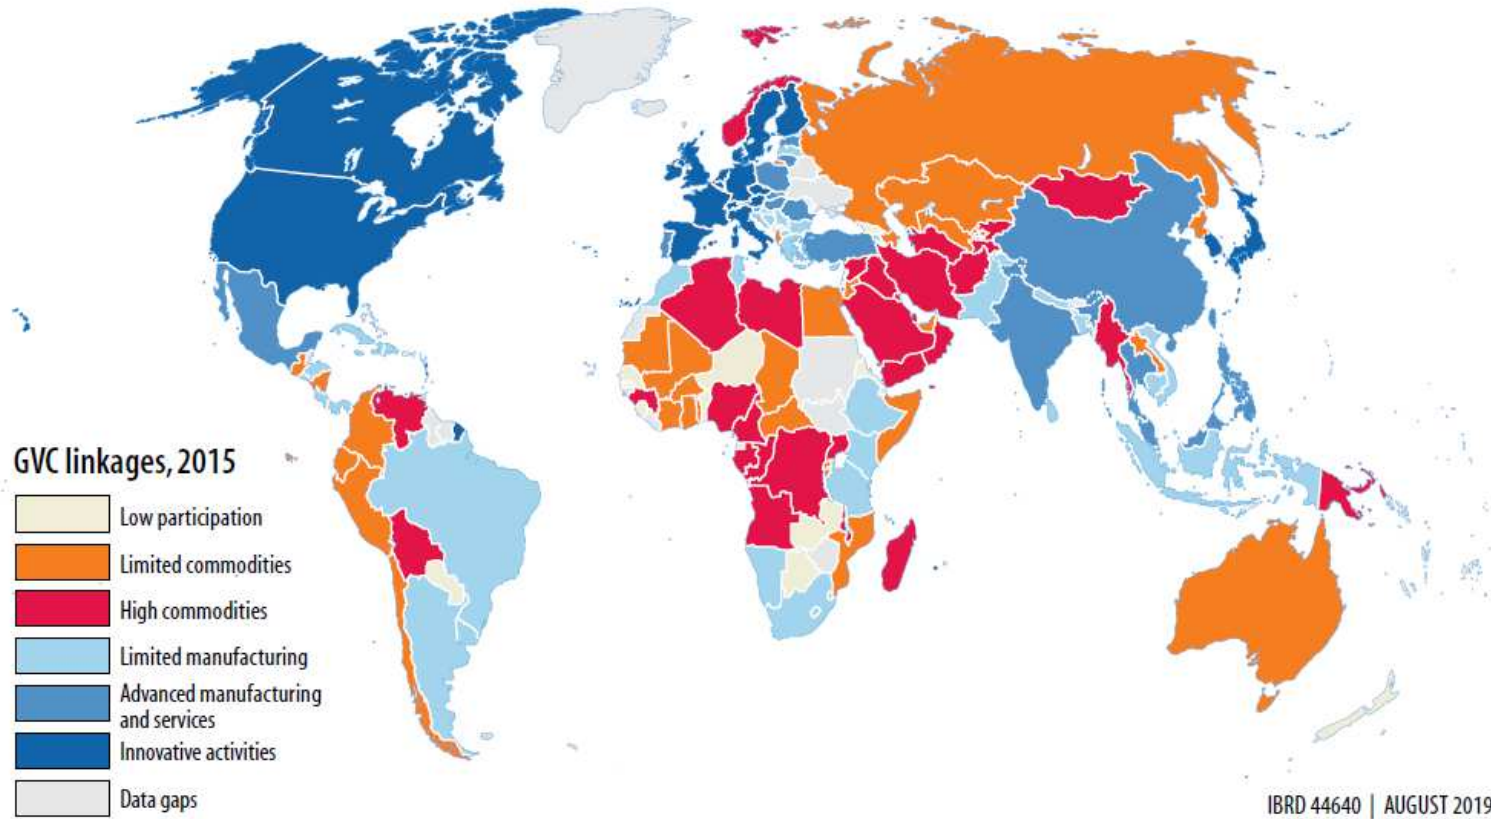 GVC linkages, 2015
Low participation
Limited commodities
High commodities
Limited manufacturing
Advanced manufacturing
and services
Innovative activities
Data gaps
IBRD 44640 | AUGUST 2019